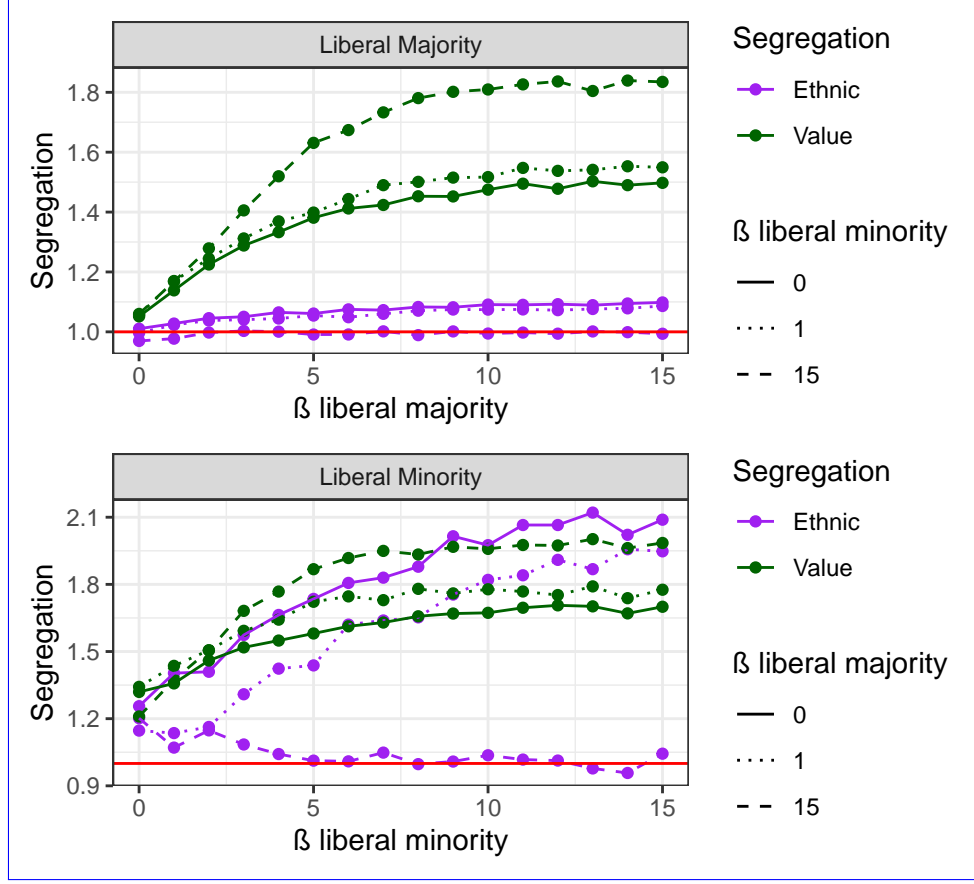 Liberal Majority
Segregation
1.8
1.6
1.4
1.2
1.0
0 5 10 15
ß liberal majority
Segregation
Ethnic
Value
ß liberal minority
0
1
15
Liberal Minority
Segregation
2.1
1.8
1.5
1.2
0.9
0 5 10 15
ß liberal minority
Segregation
Ethnic
Value
ß liberal majority
0
1
15